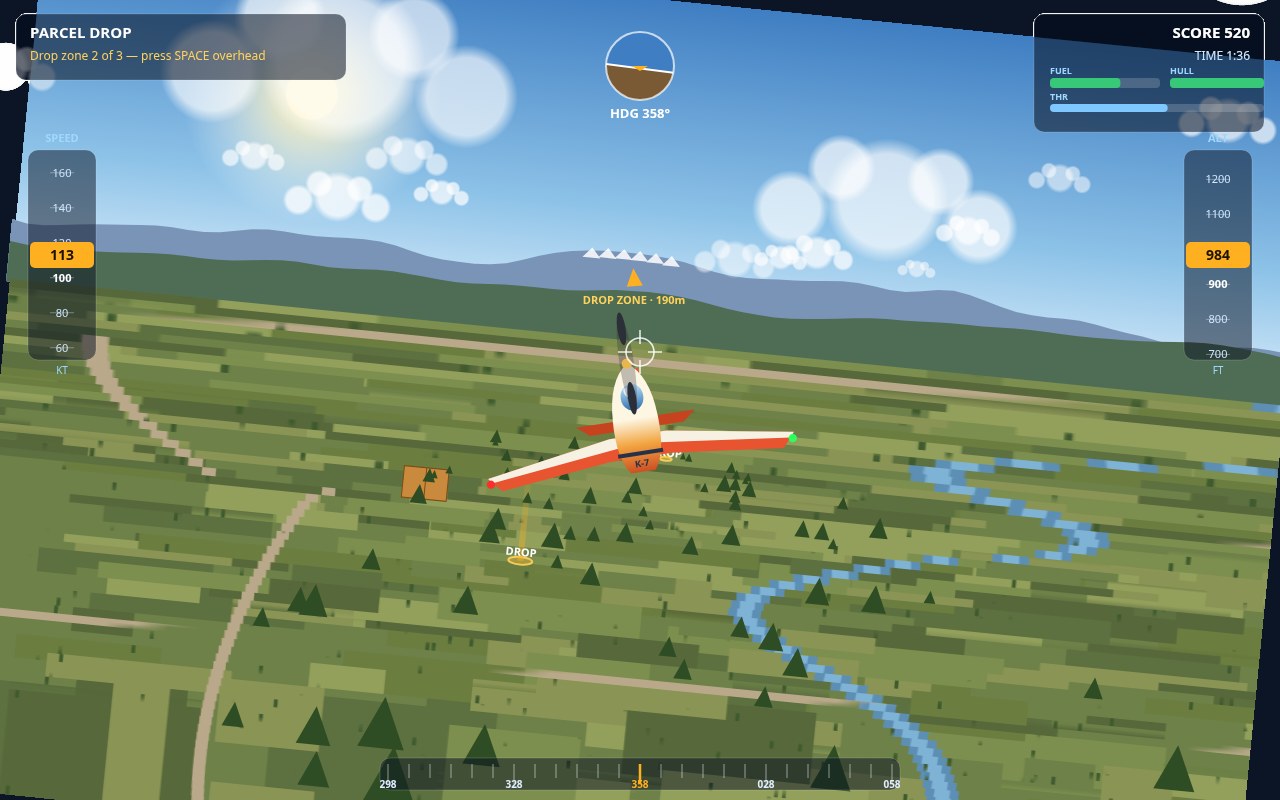 PARCEL DROP
Drop zone 2 of 3 — press SPACE overhead
HDG 358°
SCORE 520
TIME 1:36
FUEL
HULL
THR
SPEED
160
140
120
113
100
80
60
KT
1200
1100
984
900
800
700
FT
DROP ZONE · 190m
K-7
DROP
298
328
358
028
058